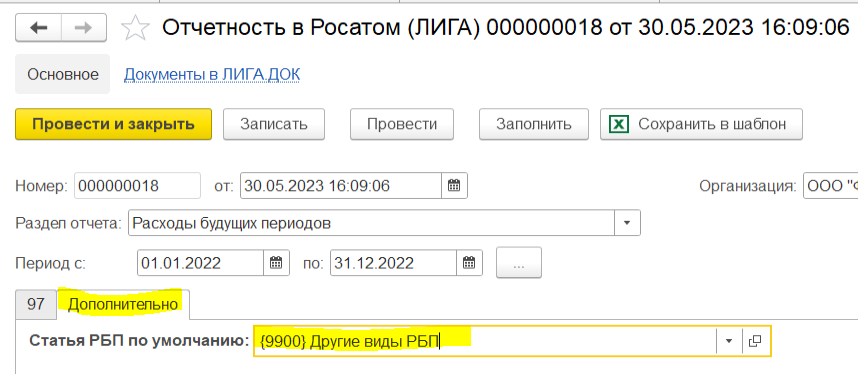 Отчетность в Росатом (ЛИГА) 000000018 от 30.05.2023 16:09:06
Основное Документы в ЛИГА.ДОК
Провести и закрыть Записать Провести Заполнить Сохранить в шаблон
Номер: 000000018 от: 30.05.2023 16:09:06 Организация: ООО "Ф
Раздел отчета: Расходы будущих периодов
Период с: 01.01.2022 по: 31.12.2022 ...
97 Дополнительно
Статья РБП по умолчанию: {9900} Другие виды РБП